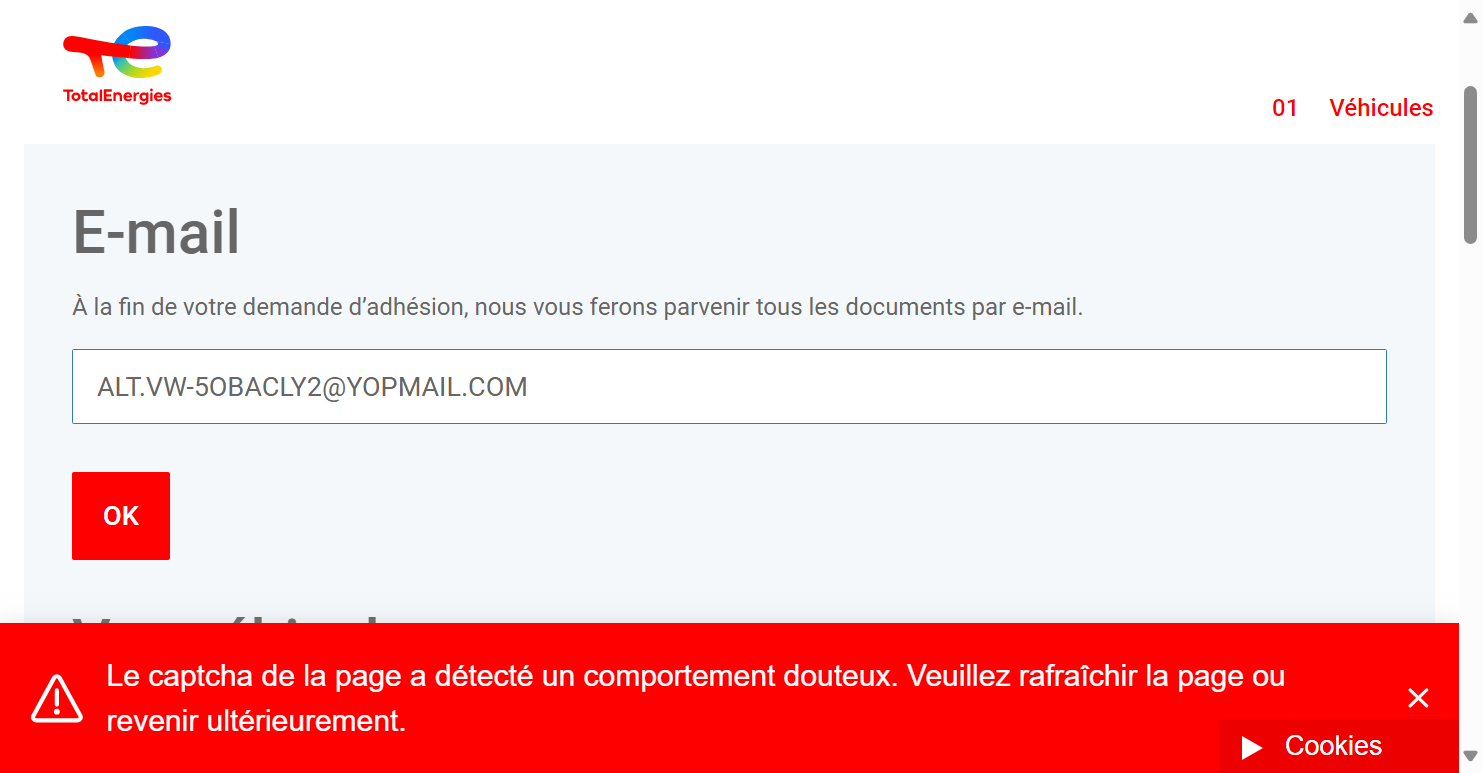 TotalEnergies
01 Véhicules
E-mail
À la fin de votre demande d’adhésion, nous vous ferons parvenir tous les documents par e-mail.
ALT.VW-5OBACLY2@YOPMAIL.COM
OK
Le captcha de la page a détecté un comportement douteux. Veuillez rafraîchir la page ou
revenir ultérieurement.
Cookies